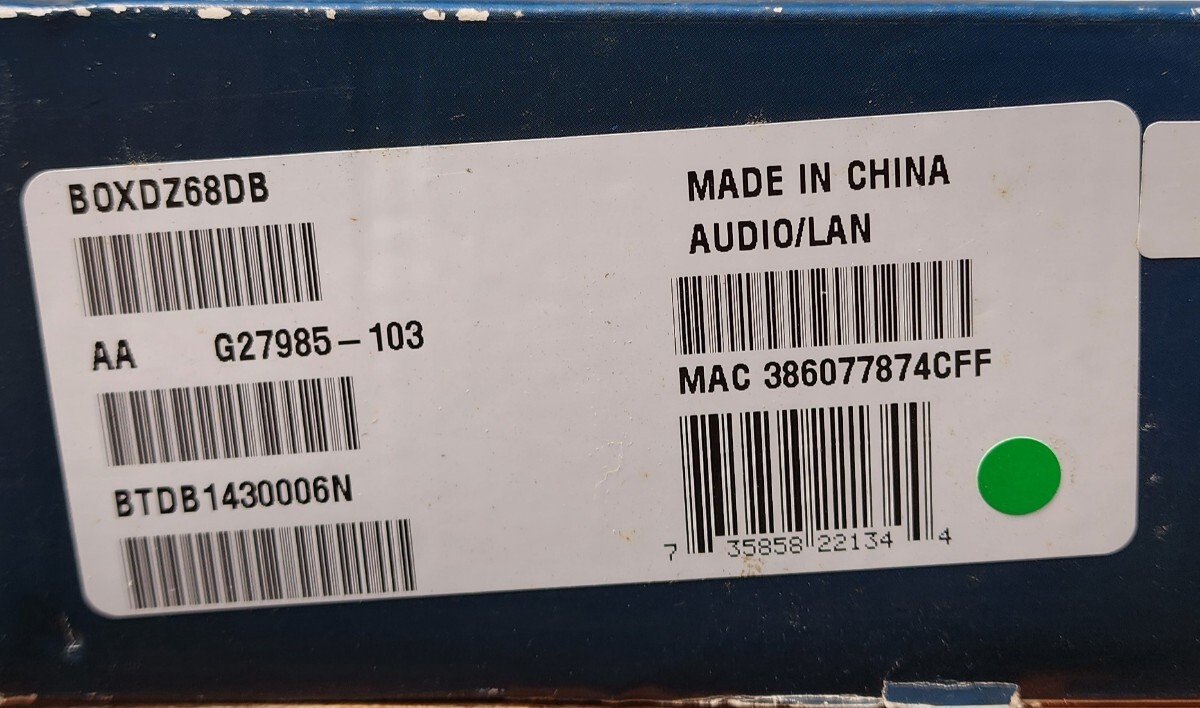 BOXDZ68DB
AA G27985-103
BTDB1430006N
MADE IN CHINA
AUDIO/LAN
MAC 386077874CFF
7 35858 22134 4